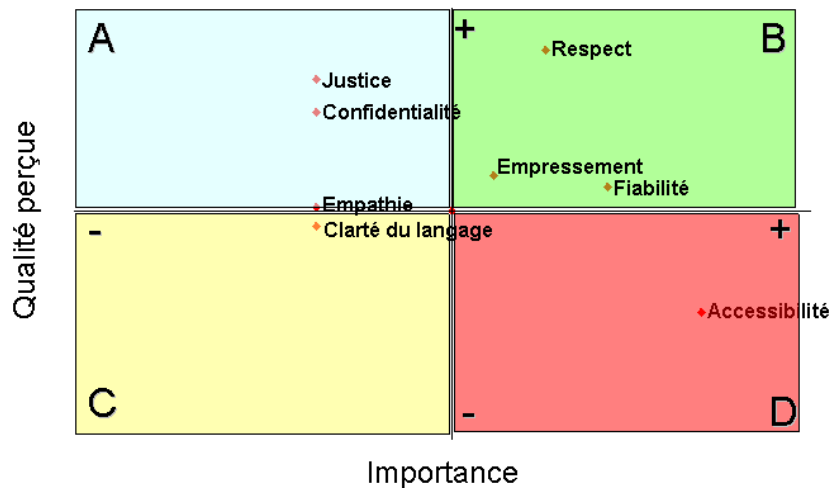 A
+
B
Respect
Justice
Confidentialité
Empressement
Fiabilité
Empathie
Qualité perçue
-
Clarté du langage
+
Accessibilité
C
-
D
Importance